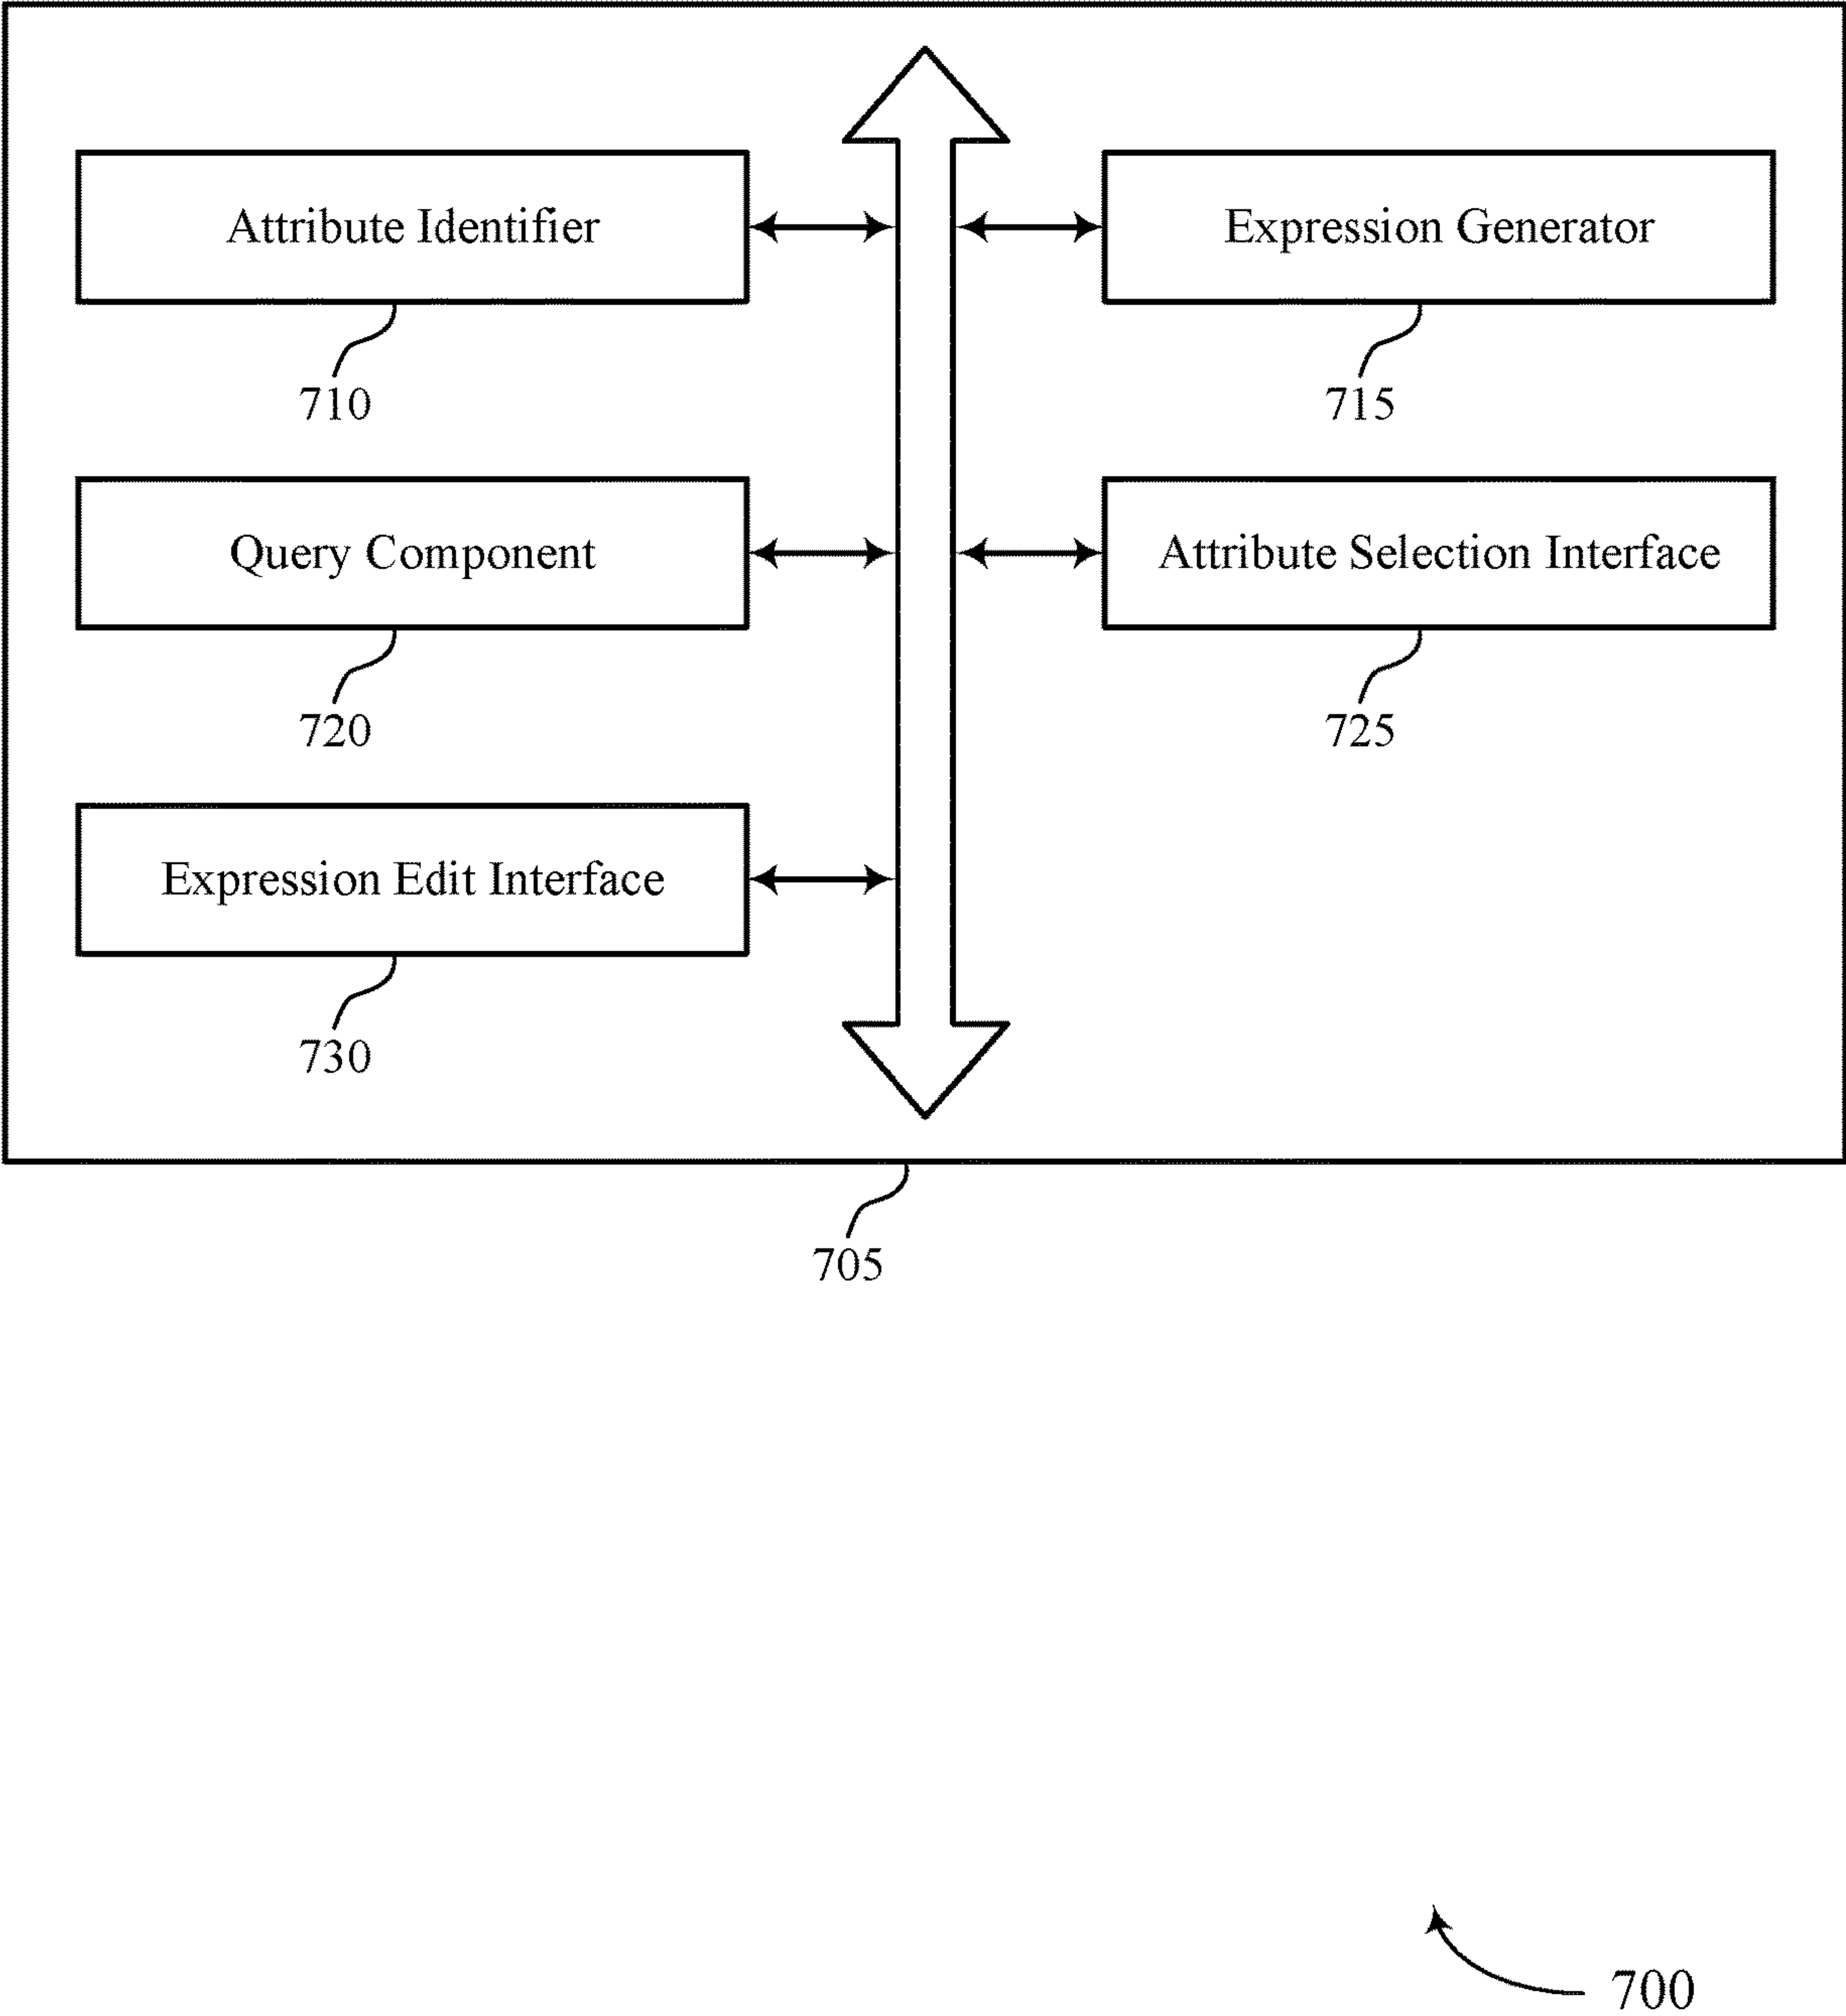 Attribute Identifier
Expression Generator
710
715
Query Component
Attribute Selection Interface
720
725
Expression Edit Interface
730
705
700